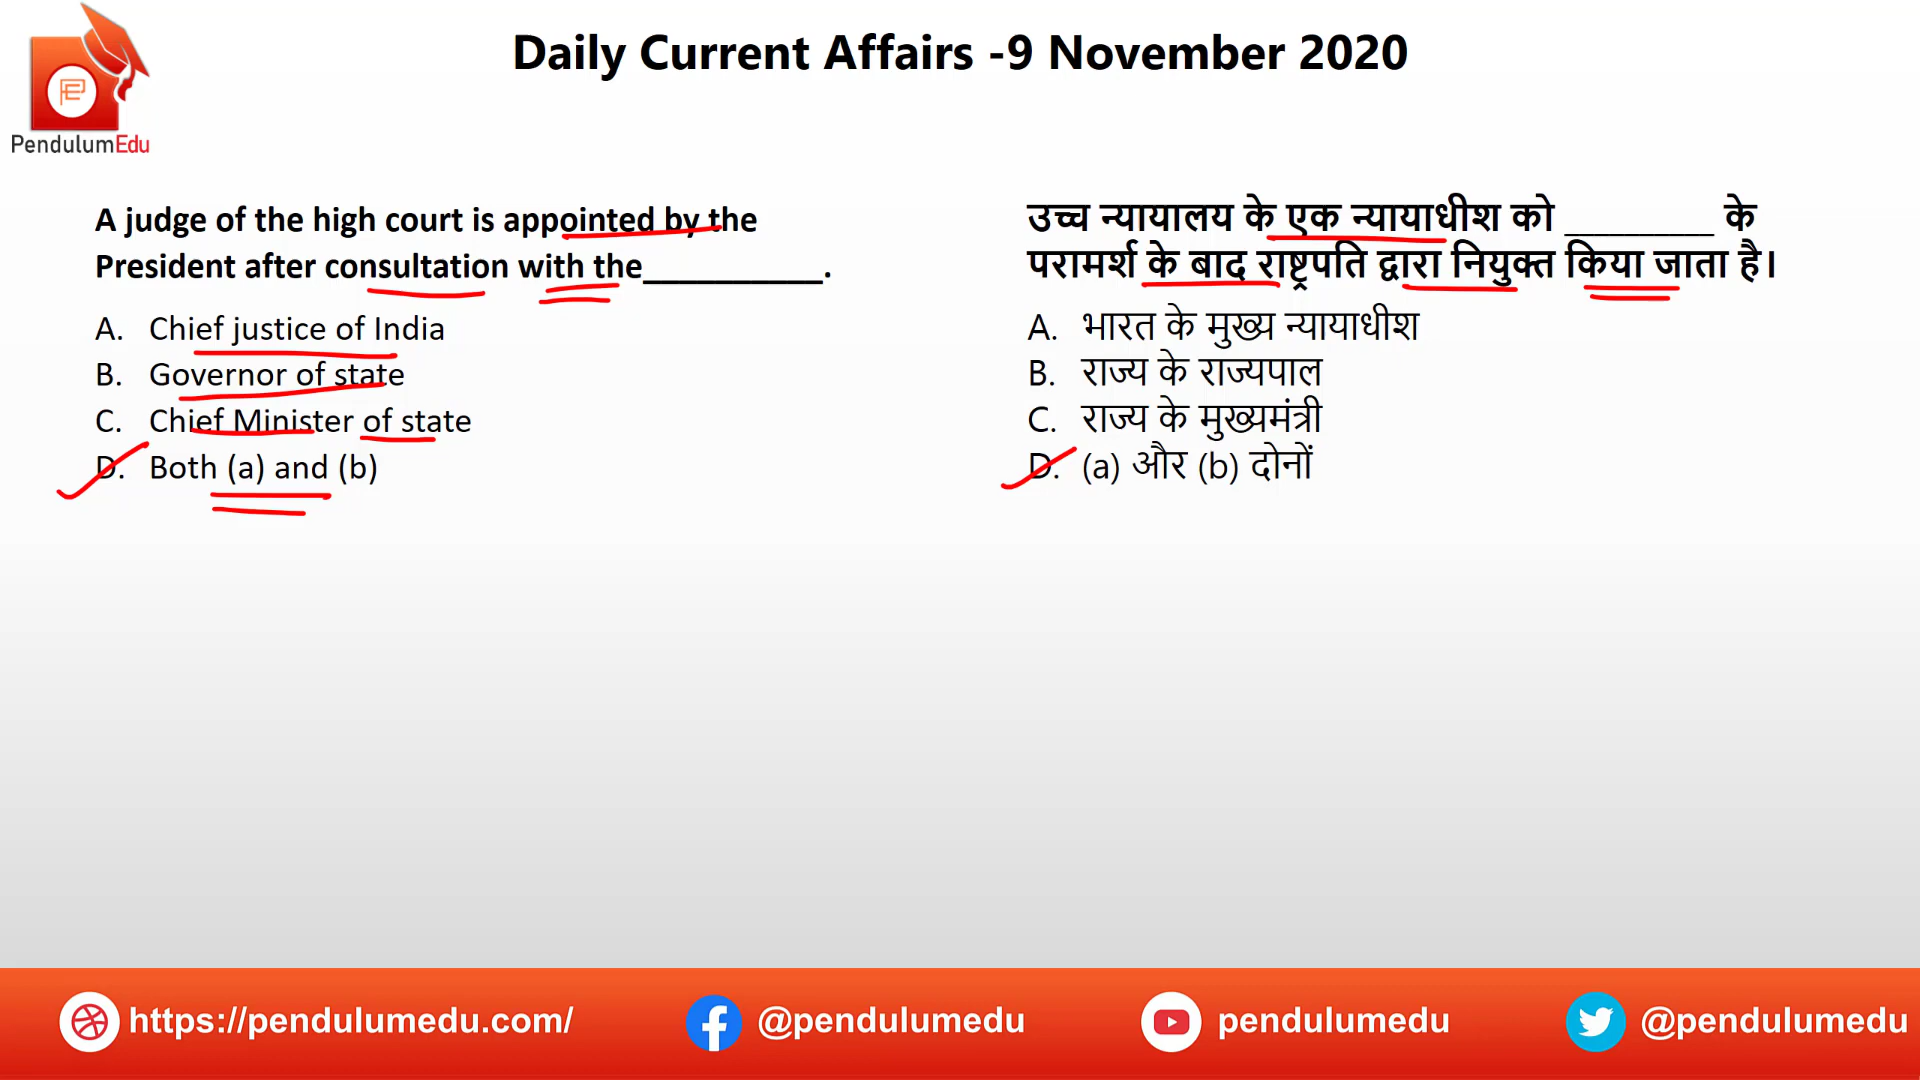 Daily Current Affairs -9 November 2020
PendulumEdu
A judge of the high court is appointed by the
President after consultation with the___________.
A. Chief justice of India
B. Governor of state
C. Chief Minister of state
D. Both (a) and (b)
उच्च न्यायालय के एक न्यायाधीश को __________ के
परामर्श के बाद राष्ट्रपति द्वारा नियुक्त किया जाता है।
A. भारत के मुख्य न्यायाधीश
B. राज्य के राज्यपाल
C. राज्य के मुख्यमंत्री
D. (a) और (b) दोनों
https://pendulumedu.com/ @pendulumedu pendulumedu @pendulumedu